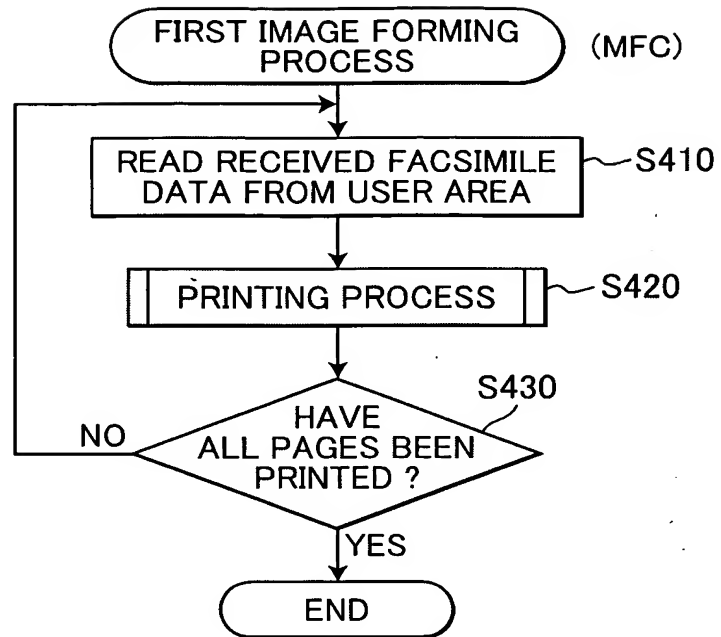 FIRST IMAGE FORMING
PROCESS
(MFC)
READ RECEIVED FACSIMILE
DATA FROM USER AREA
S410
PRINTING PROCESS
S420
S430
HAVE
ALL PAGES BEEN
PRINTED ?
NO
YES
END